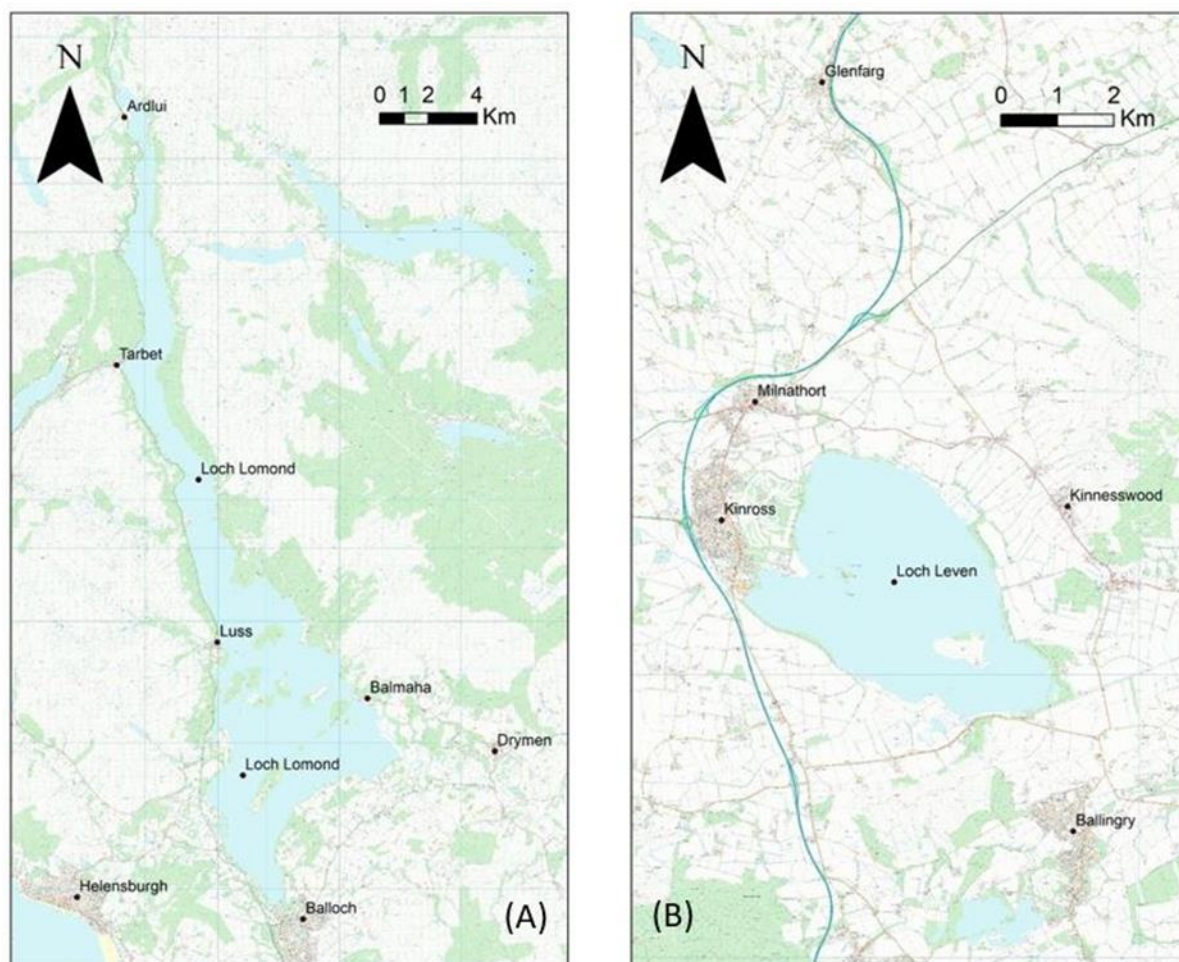 N
0 1 2 4
Km
Ardlui
Tarbet
Loch Lomond
Luss
Balmaha
Drymen
Loch Lomond
Helensburgh
Balloch
(A)
N
0 1 2
Km
Glenfarg
Milnathort
Kinnesswood
Kinross
Loch Leven
Ballingry
(B)